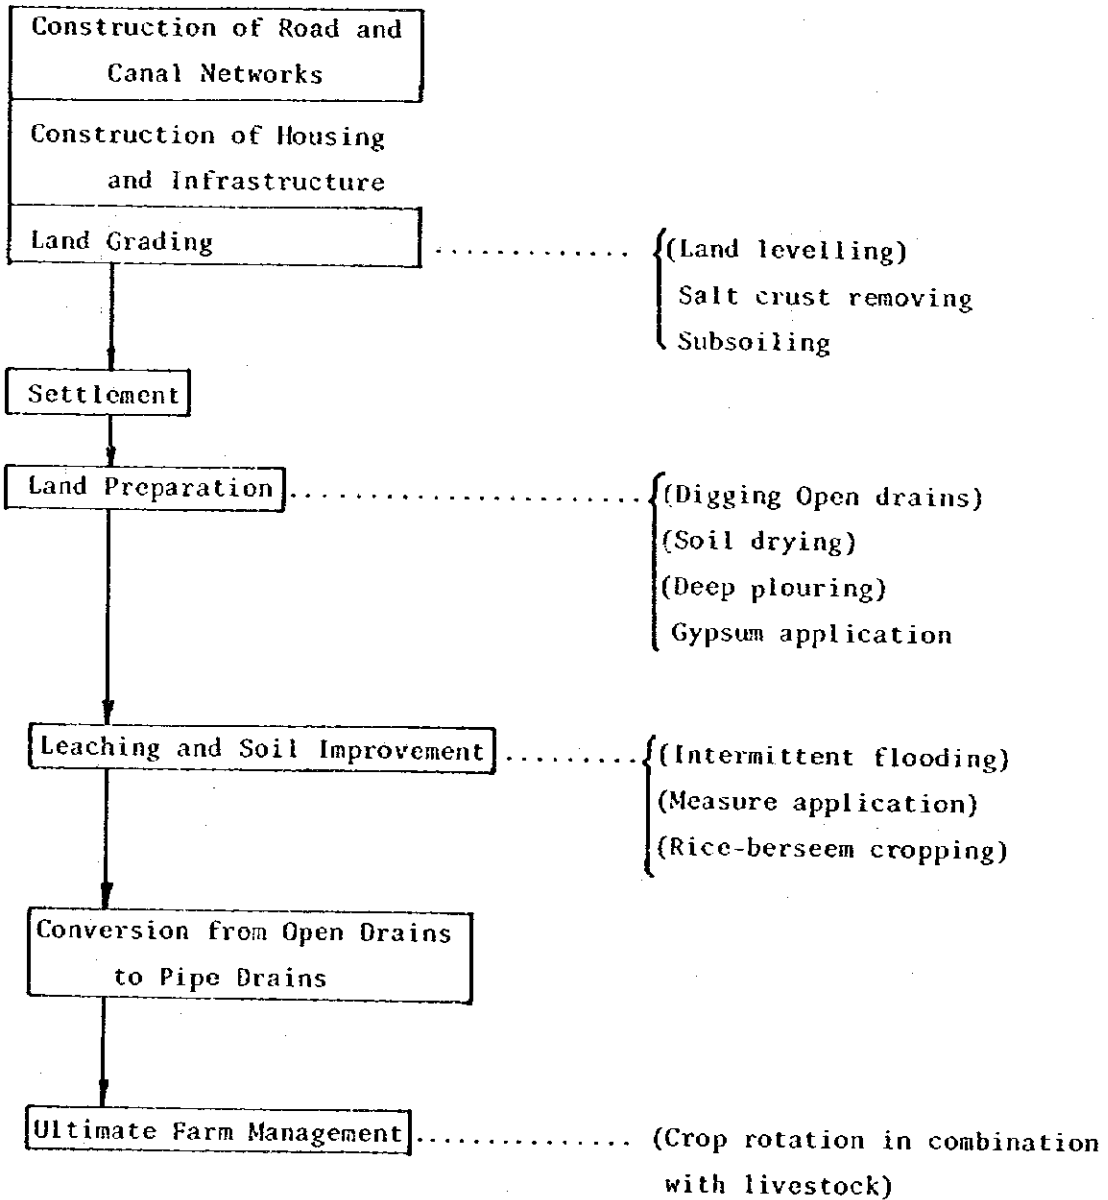 Construction of Road and
Canal Networks
Construction of Housing
and Infrastructure
Land Grading ............. (Land levelling)
Salt crust removing
Subsoiling
Settlement
Land Preparation ........................ (Digging Open drains)
(Soil drying)
(Deep plouring)
Gypsum application
Leaching and Soil Improvement ......... (Intermittent flooding)
(Measure application)
(Rice-berseem cropping)
Conversion from Open Drains
to Pipe Drains
Ultimate Farm Management ............... (Crop rotation in combination
with livestock)